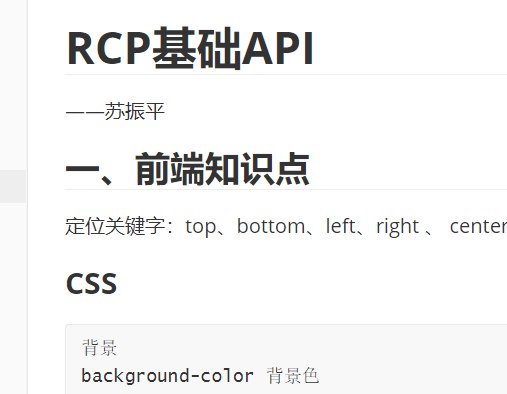 RCP基础API
——苏振平
一、前端知识点
定位关键字：top、bottom、left、right 、 center
CSS
背景
background-color 背景色